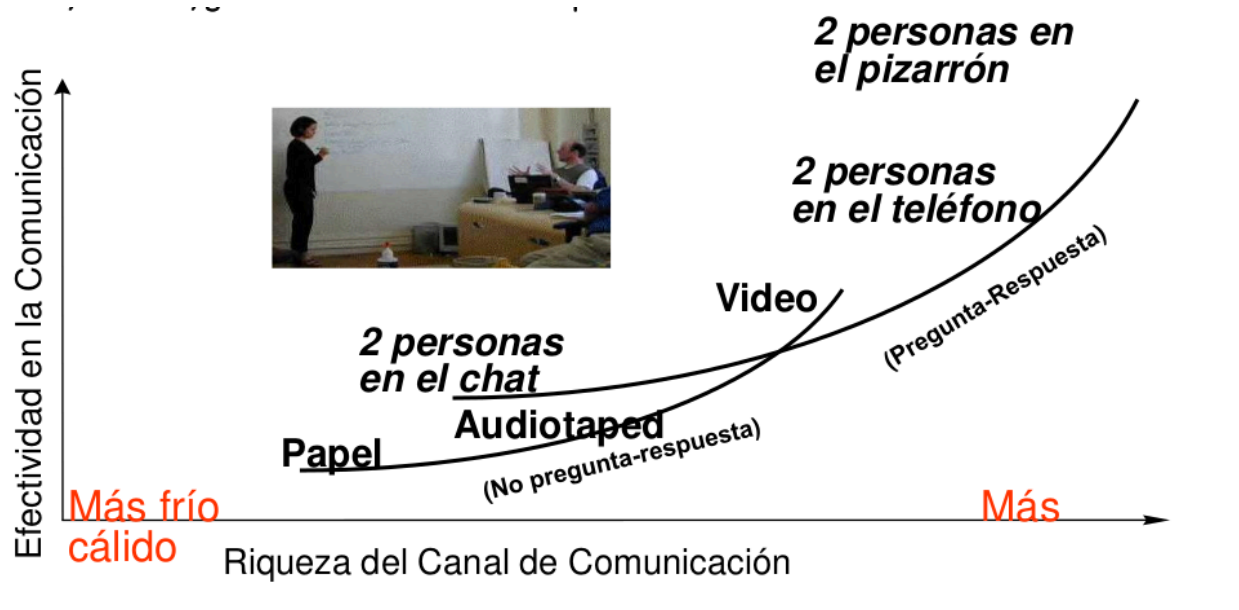 2 personas en
el pizarrón
Efectividad en la Comunicación
2 personas
en el teléfono
(Pregunta-Respuesta)
Video
2 personas
en el chat
Audiotaped
(No pregunta-respuesta)
Papel
Más frío
Más
cálido
Riqueza del Canal de Comunicación